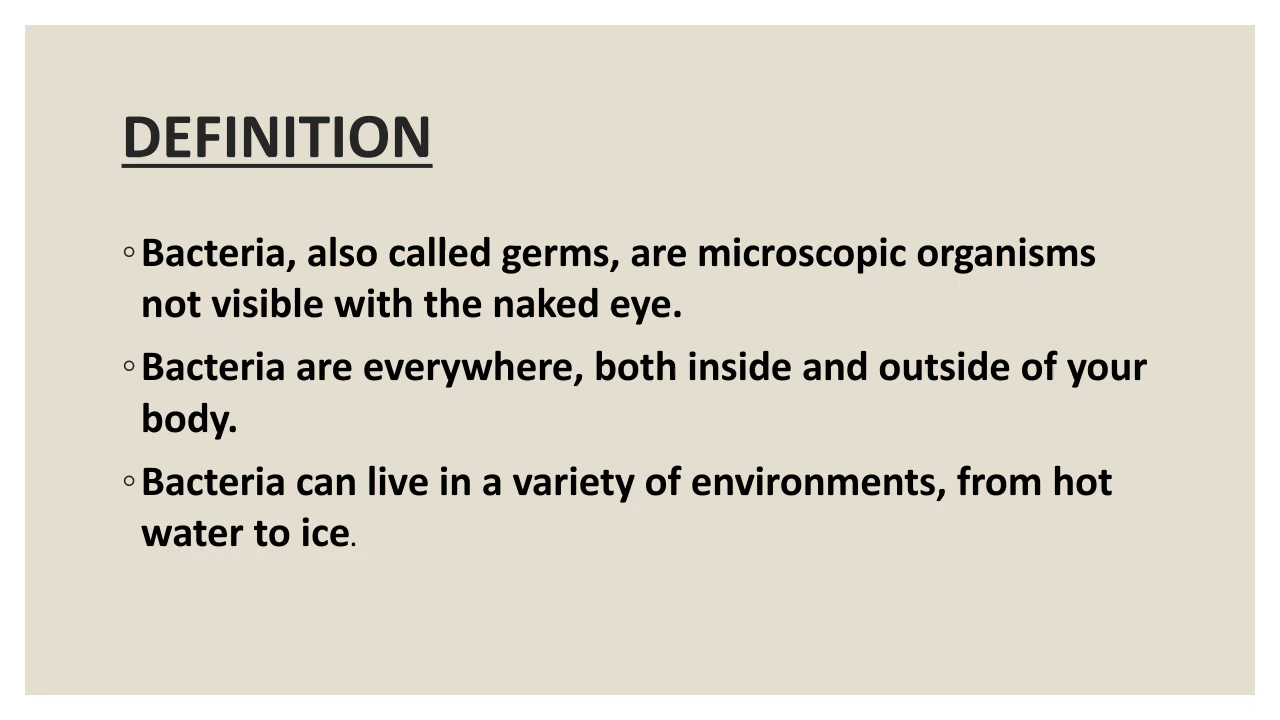 DEFINITION
◦Bacteria, also called germs, are microscopic organisms
not visible with the naked eye.
◦Bacteria are everywhere, both inside and outside of your
body.
◦Bacteria can live in a variety of environments, from hot
water to ice.